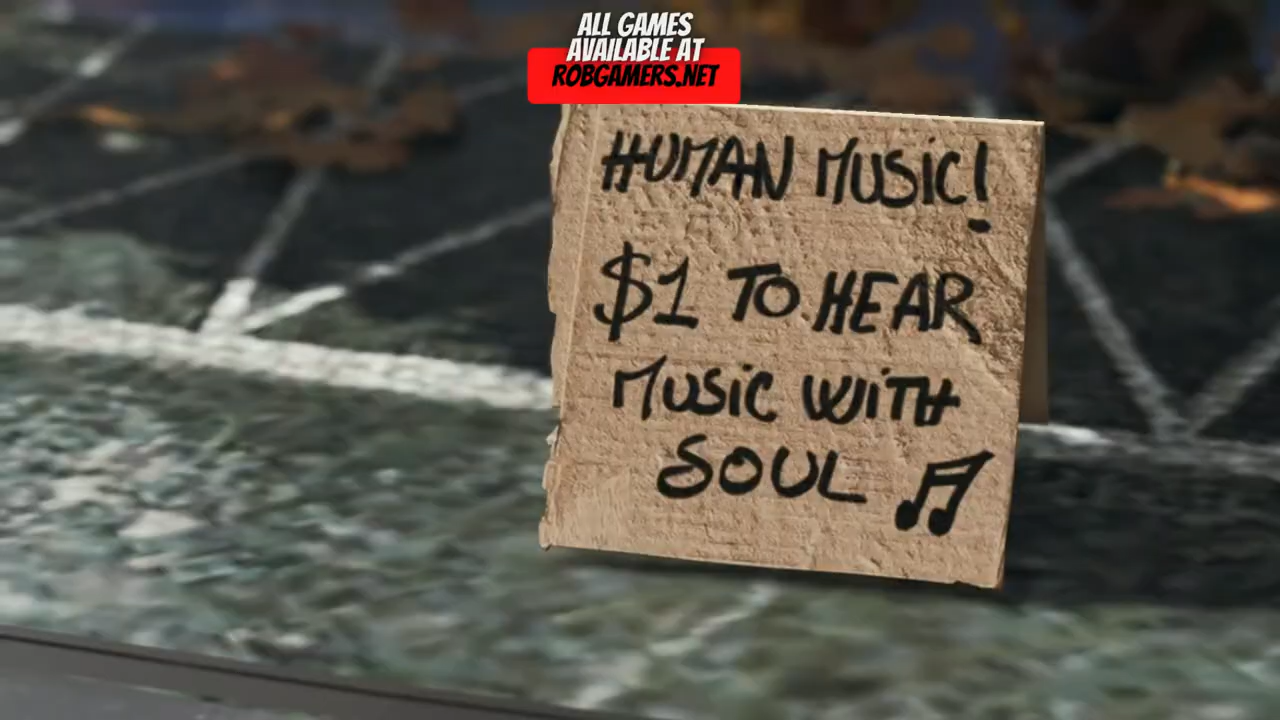 ALL GAMES
AVAILABLE AT
ROBGAMERS.NET
HUMAN MUSIC!
$1 TO HEAR
MUSIC WITH
SOUL